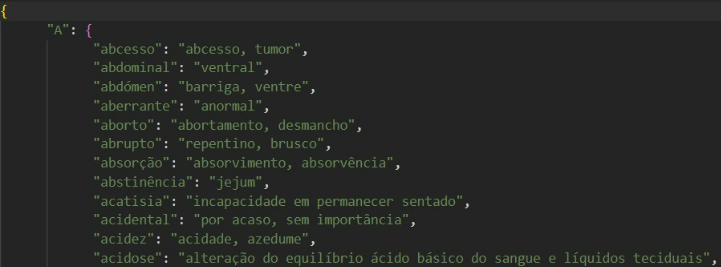 {
"A": {
"abcesso": "abcesso, tumor",
"abdominal": "ventral",
"abdómen": "barriga, ventre",
"aberrante": "anormal",
"aborto": "abortamento, desmancho",
"abrupto": "repentino, brusco",
"absorção": "absorvimento, absorvência",
"abstinência": "jejum",
"acatisia": "incapacidade em permanecer sentado",
"acidental": "por acaso, sem importância",
"acidez": "acidade, azedume",
"acidose": "alteração do equilíbrio ácido básico do sangue e líquidos teciduais",